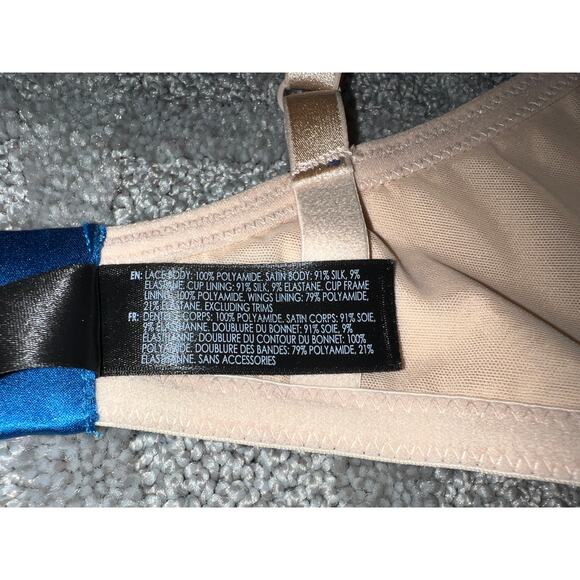 EN: LACE BODY: 100% POLYAMIDE. SATIN BODY: 91% SILK, 9%
ELASTANE. CUP LINING: 91% SILK, 9% ELASTANE. CUP FRAME
LINING: 100% POLYAMIDE. WINGS LINING: 79% POLYAMIDE,
21% ELASTANE, EXCLUDING TRIMS
FR: DENTELLE CORPS: 100% POLYAMIDE. SATIN CORPS: 91% SOIE,
9% ELASTHANNE. DOUBLURE DU BONNET: 91% SOIE, 9%
ELASTHANNE. DOUBLURE DU CONTOUR DU BONNET: 100%
POLYAMIDE. DOUBLURE DES BANDES: 79% POLYAMIDE, 21%
ELASTHANNE. SANS ACCESSORIES